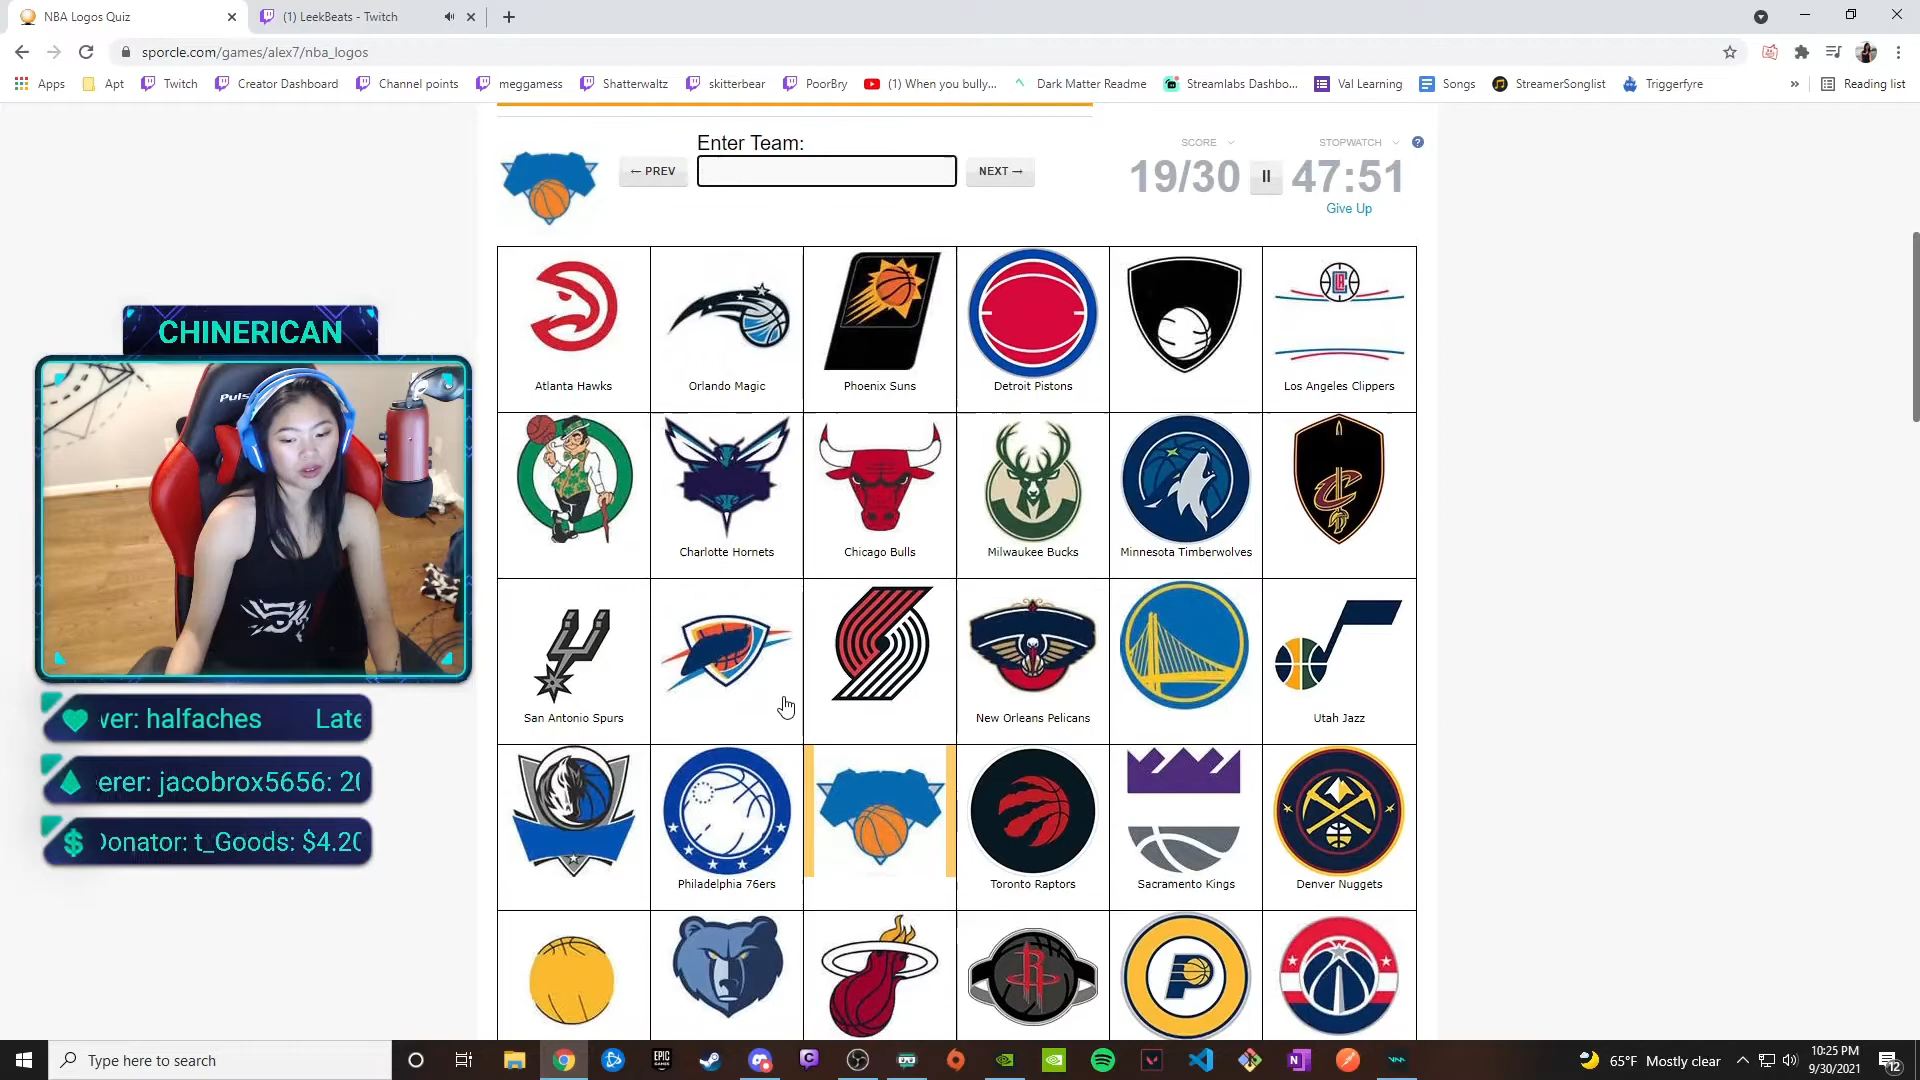 NBA Logos Quiz
(1) LeekBeats - Twitch
sporcle.com/games/alex7/nba_logos
Apps
Apt
Twitch
Creator Dashboard
Channel points
meggamess
Shatterwaltz
skitterbear
PoorBry
(1) When you bully...
Dark Matter Readme
Streamlabs Dashbo...
Val Learning
Songs
StreamerSonglist
Triggerfyre
»
Reading list
Enter Team:
← PREV
NEXT →
SCORE
19/30
STOPWATCH
47:51
Give Up
Atlanta Hawks
Orlando Magic
Phoenix Suns
Detroit Pistons
Los Angeles Clippers
Charlotte Hornets
Chicago Bulls
Milwaukee Bucks
Minnesota Timberwolves
San Antonio Spurs
New Orleans Pelicans
Utah Jazz
Philadelphia 76ers
Toronto Raptors
Sacramento Kings
Denver Nuggets
CHINERICAN
Puls
ver: halfaches Late
erer: jacobrox5656: 20
Donator: t_Goods: $4.20
Type here to search
65°F Mostly clear
10:25 PM
9/30/2021
12